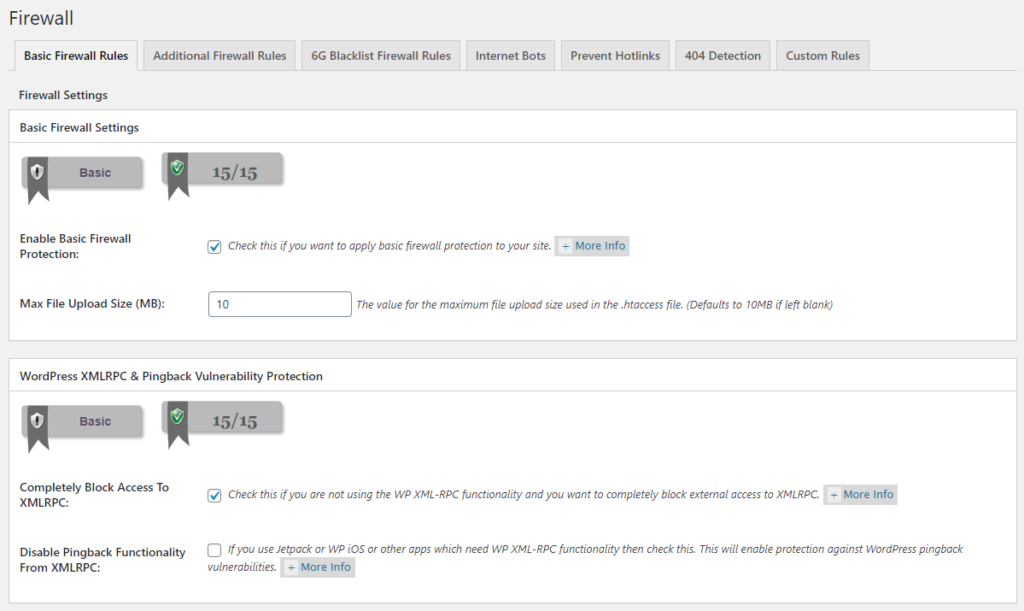 Firewall
Basic Firewall Rules
Additional Firewall Rules
6G Blacklist Firewall Rules
Internet Bots
Prevent Hotlinks
404 Detection
Custom Rules
Firewall Settings
Basic Firewall Settings
Basic
15/15
Enable Basic Firewall
Protection:
Check this if you want to apply basic firewall protection to your site.
+ More Info
Max File Upload Size (MB):
10
The value for the maximum file upload size used in the .htaccess file. (Defaults to 10MB if left blank)
WordPress XMLRPC & Pingback Vulnerability Protection
Basic
15/15
Completely Block Access To
XMLRPC:
Check this if you are not using the WP XML-RPC functionality and you want to completely block external access to XMLRPC.
+ More Info
Disable Pingback Functionality
From XMLRPC:
If you use Jetpack or WP iOS or other apps which need WP XML-RPC functionality then check this. This will enable protection against WordPress pingback
vulnerabilities.
+ More Info